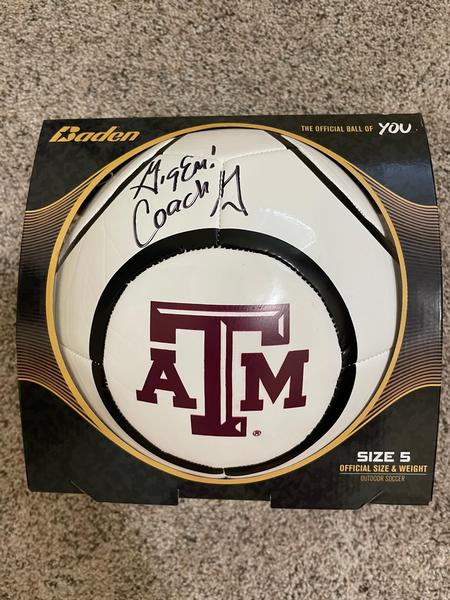 Baden
THE OFFICIAL BALL OF YOU
Gig 'Em!
Coach G
ATM
®
SIZE 5
OFFICIAL SIZE & WEIGHT
OUTDOOR SOCCER